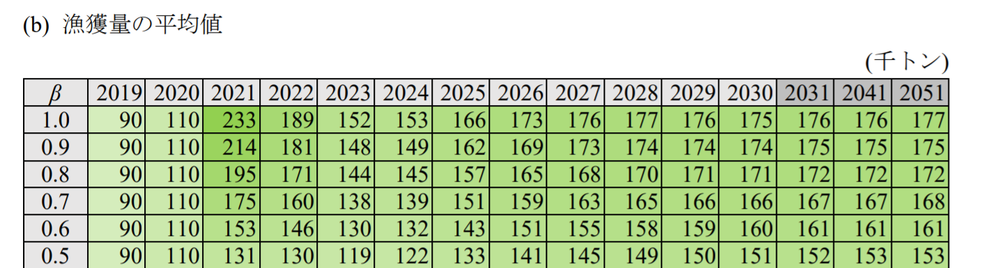 (b) 漁獲量の平均値
(千トン)
β 2019 2020 2021 2022 2023 2024 2025 2026 2027 2028 2029 2030 2031 2041 2051
1.0 90 110 233 189 152 153 166 173 176 177 176 175 176 176 177
0.9 90 110 214 181 148 149 162 169 173 174 174 174 175 175 175
0.8 90 110 195 171 144 145 157 165 168 170 171 171 172 172 172
0.7 90 110 175 160 138 139 151 159 163 165 166 166 167 167 168
0.6 90 110 153 146 130 132 143 151 155 158 159 160 161 161 161
0.5 90 110 131 130 119 122 133 141 145 149 150 151 152 153 153